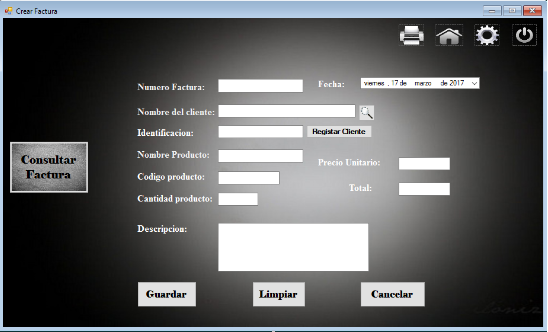 Crear Factura
Numero Factura:
Fecha:
viernes , 17 de marzo de 2017
Nombre del cliente:
Identificacion:
Registar Cliente
Nombre Producto:
Precio Unitario:
Codigo producto:
Total:
Cantidad producto:
Consultar
Factura
Descripcion:
Guardar
Limpiar
Cancelar